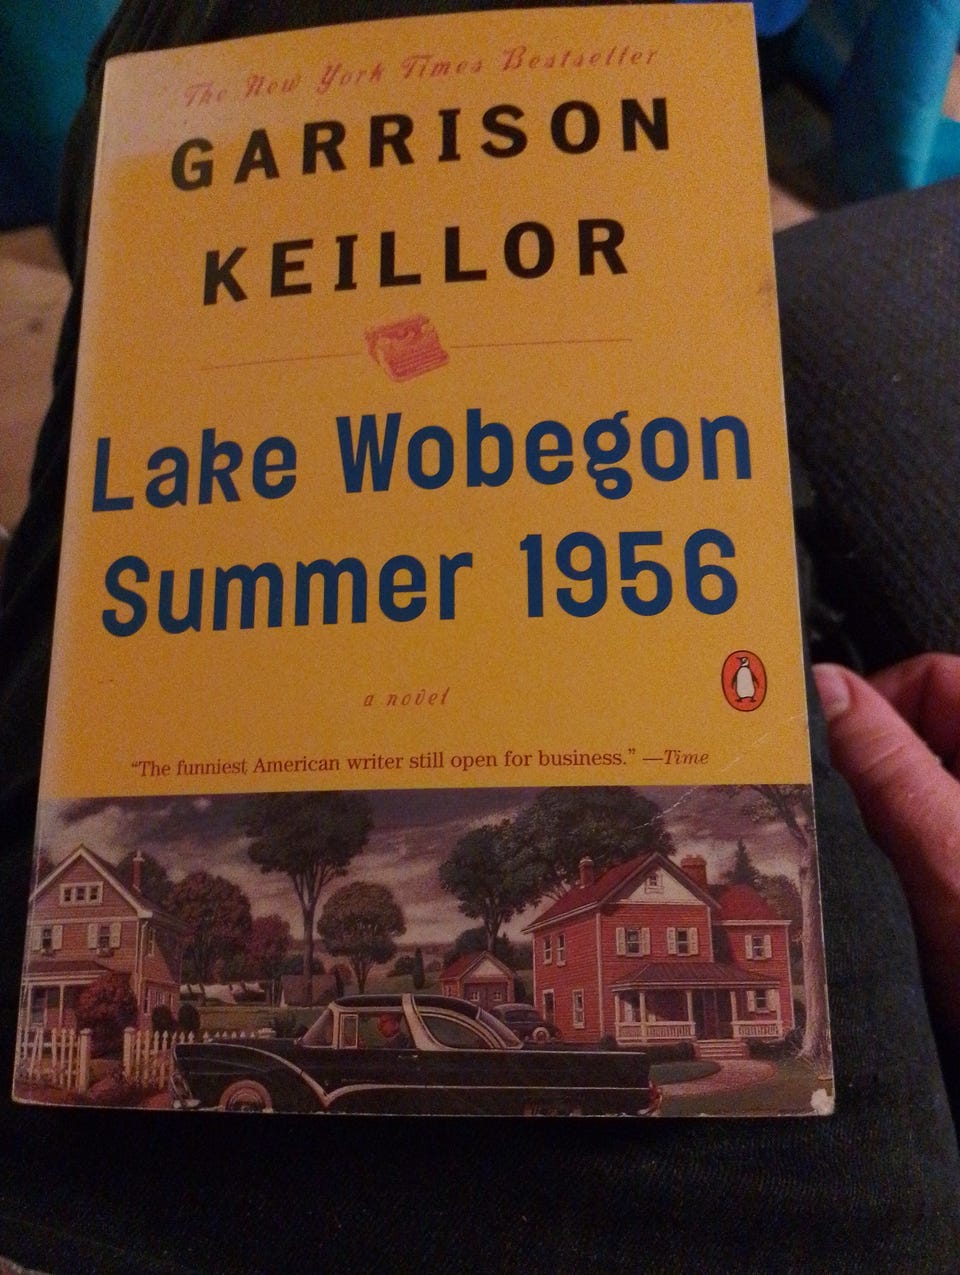 The New York Times Bestseller
GARRISON
KEILLOR
Lake Wobegon
Summer 1956
a novel
“The funniest American writer still open for business.” —Time